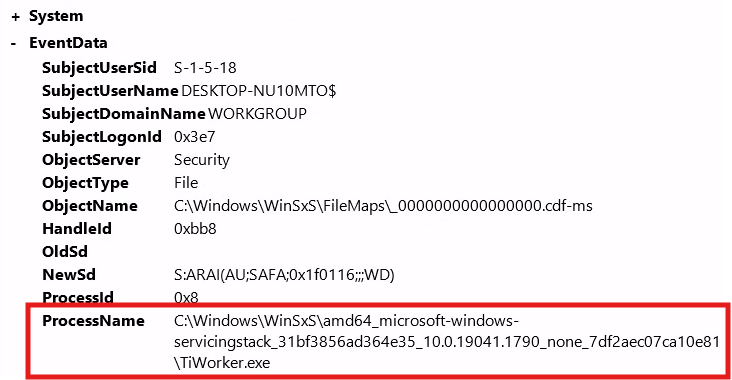 + System
- EventData
SubjectUserSid S-1-5-18
SubjectUserName DESKTOP-NU10MTO$
SubjectDomainName WORKGROUP
SubjectLogonId 0x3e7
ObjectServer Security
ObjectType File
ObjectName C:\Windows\WinSxS\FileMaps\_0000000000000000.cdf-ms
HandleId 0xbb8
OldSd
NewSd S:ARAI(AU;SAFA;0x1f0116;;;WD)
ProcessId 0x8
ProcessName C:\Windows\WinSxS\amd64_microsoft-windows-
servicingstack_31bf3856ad364e35_10.0.19041.1790_none_7df2aec07ca10e81
\TiWorker.exe